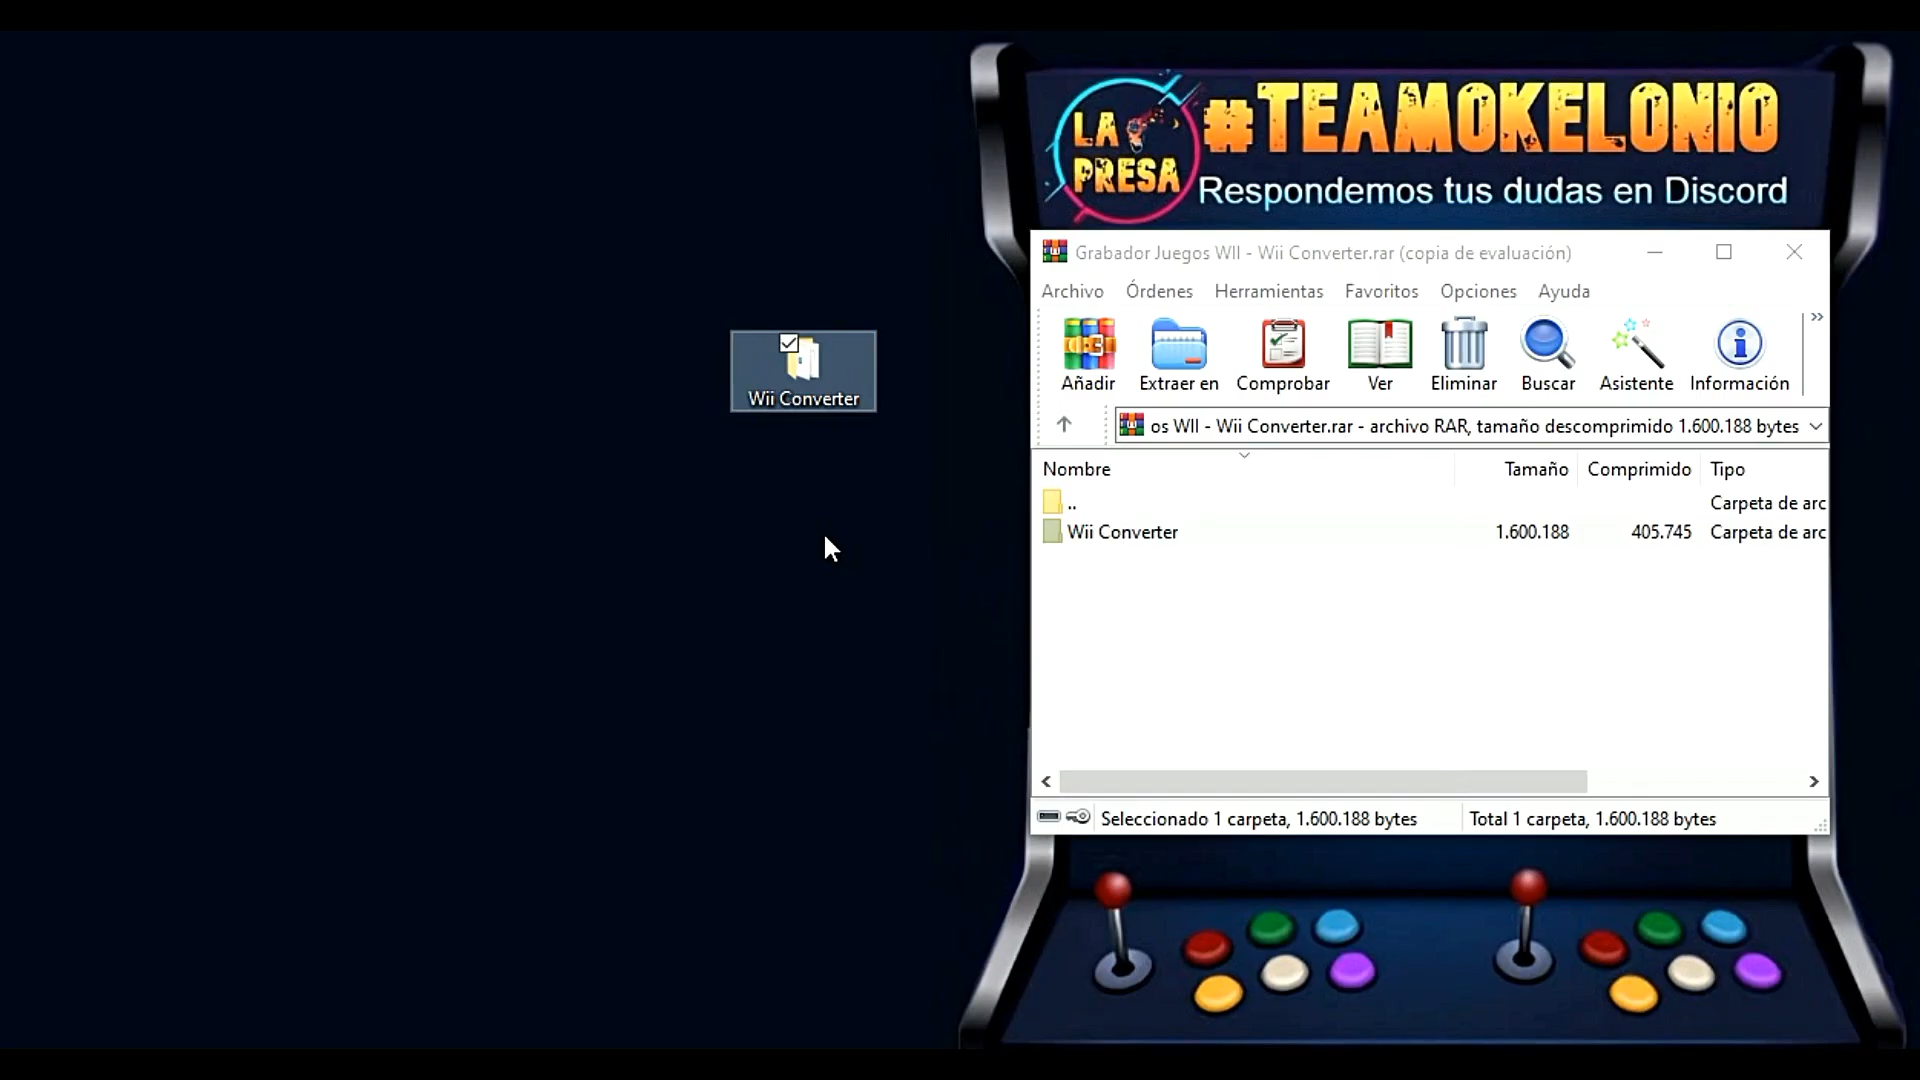 LA PRESA
#TEAMOKELONIO
Respondemos tus dudas en Discord
Wii Converter
Grabador Juegos WII - Wii Converter.rar (copia de evaluación)
Archivo Órdenes Herramientas Favoritos Opciones Ayuda
Añadir Extraer en Comprobar Ver Eliminar Buscar Asistente Información »
os WII - Wii Converter.rar - archivo RAR, tamaño descomprimido 1.600.188 bytes
Nombre Tamaño Comprimido Tipo
.. Carpeta de arc
Wii Converter 1.600.188 405.745 Carpeta de arc
Seleccionado 1 carpeta, 1.600.188 bytes Total 1 carpeta, 1.600.188 bytes